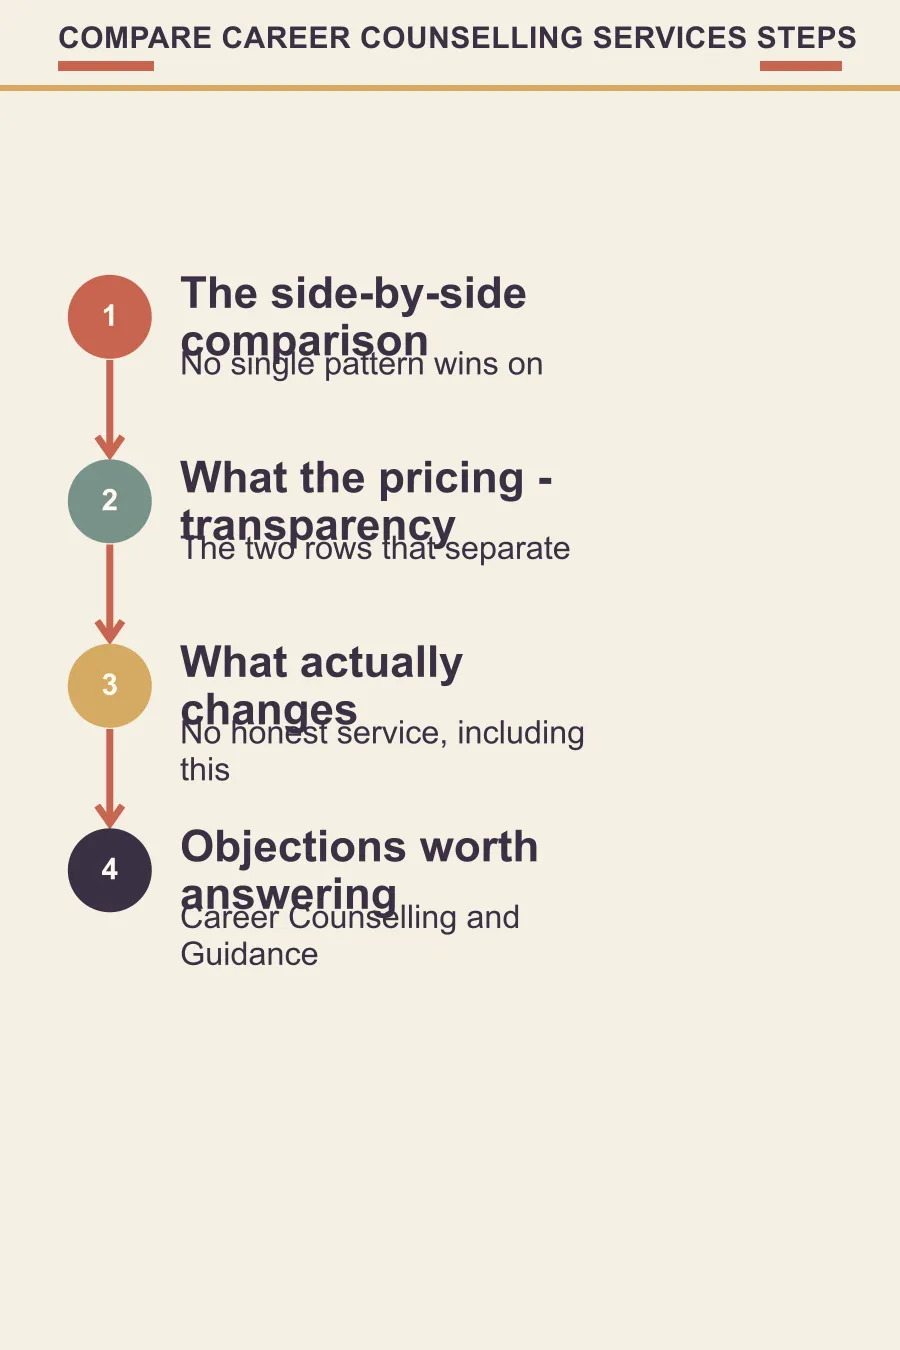 COMPARE CAREER COUNSELLING SERVICES STEPS
1
The side-by-side
comparison
No single pattern wins on
2
What the pricing -
transparency
The two rows that separate
3
What actually
changes
No honest service, including
this
4
Objections worth
answering
Career Counselling and
Guidance